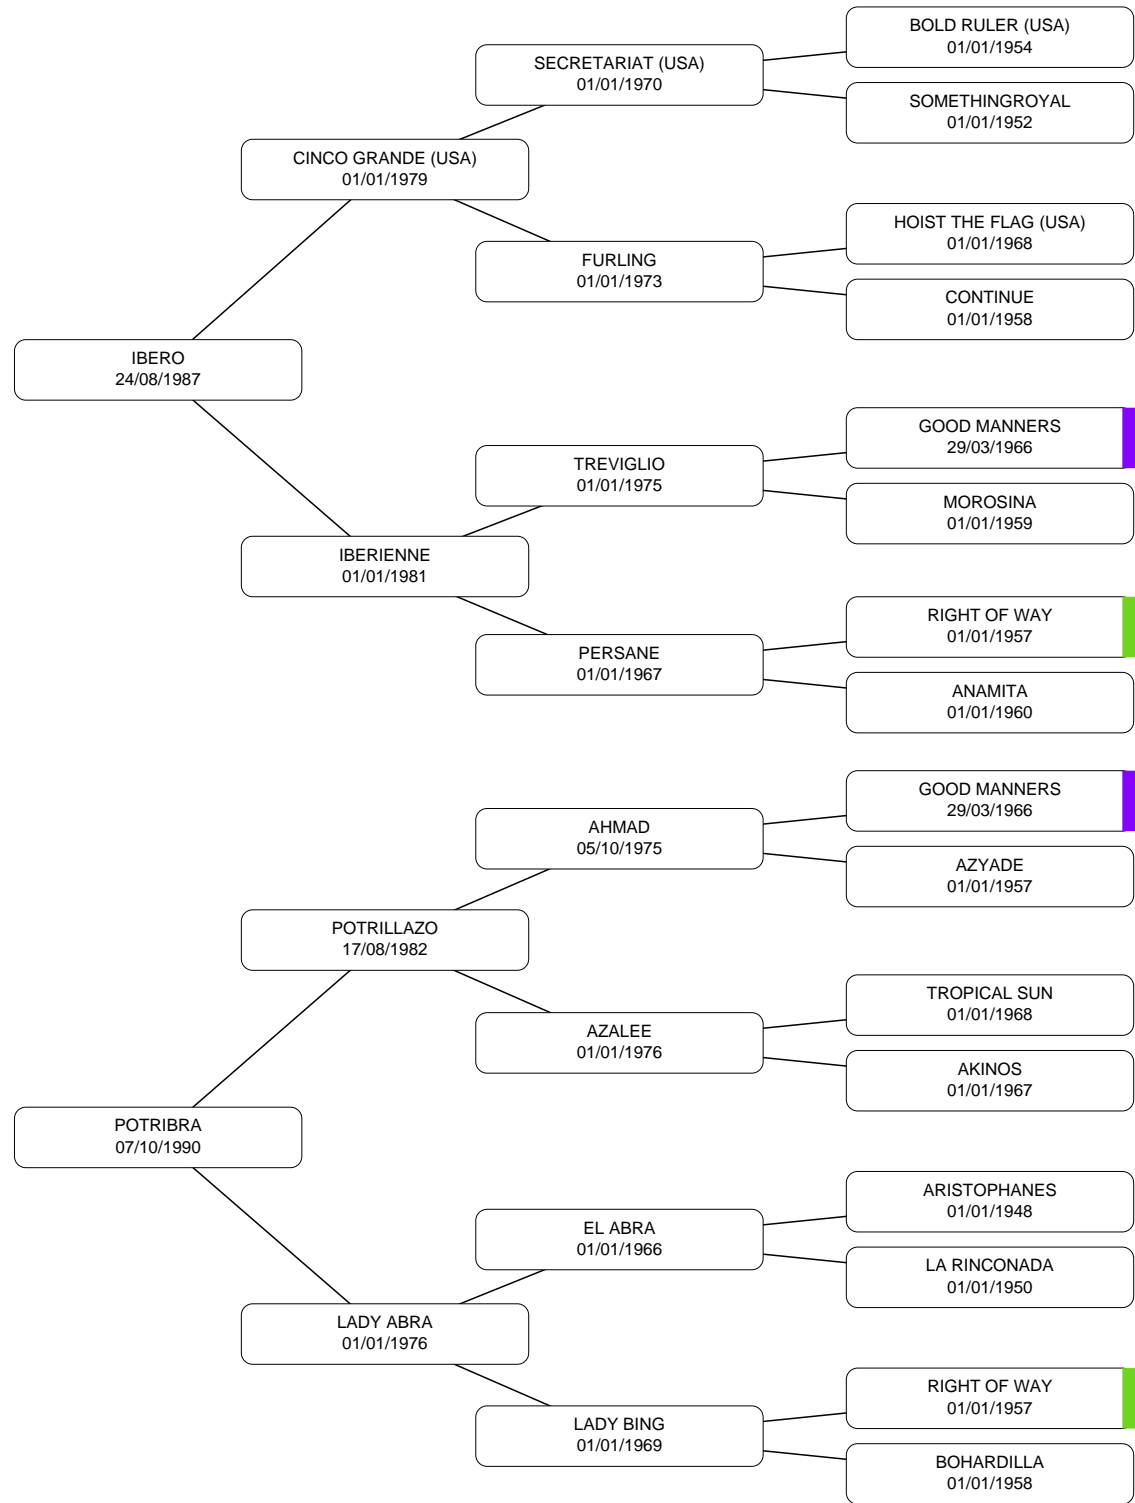 BOLD RULER (USA)
01/01/1954
SECRETARIAT (USA)
01/01/1970
SOMETHINGROYAL
01/01/1952
CINCO GRANDE (USA)
01/01/1979
HOIST THE FLAG (USA)
01/01/1968
FURLING
01/01/1973
CONTINUE
01/01/1958
IBERO
24/08/1987
GOOD MANNERS
29/03/1966
TREVIGLIO
01/01/1975
MOROSINA
01/01/1959
IBERIENNE
01/01/1981
RIGHT OF WAY
01/01/1957
PERSANE
01/01/1967
ANAMITA
01/01/1960
GOOD MANNERS
29/03/1966
AHMAD
05/10/1975
AZYADE
01/01/1957
POTRILLAZO
17/08/1982
TROPICAL SUN
01/01/1968
AZALEE
01/01/1976
AKINOS
01/01/1967
POTRIBRA
07/10/1990
ARISTOPHANES
01/01/1948
EL ABRA
01/01/1966
LA RINCONADA
01/01/1950
LADY ABRA
01/01/1976
RIGHT OF WAY
01/01/1957
LADY BING
01/01/1969
BOHARDILLA
01/01/1958